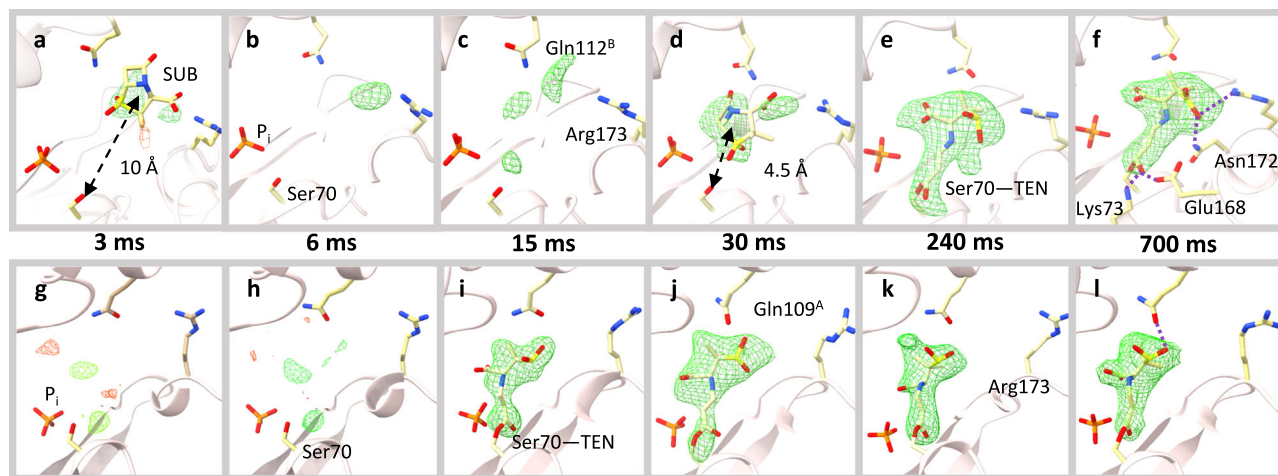 a
SUB
10 Å
b
Pi
Ser70
c
Gln112B
Arg173
d
4.5 Å
e
Ser70—TEN
f
Asn172
Lys73
Glu168
3 ms
6 ms
15 ms
30 ms
240 ms
700 ms
g
Pi
h
Ser70
i
Ser70—TEN
j
Gln109A
k
Arg173
l